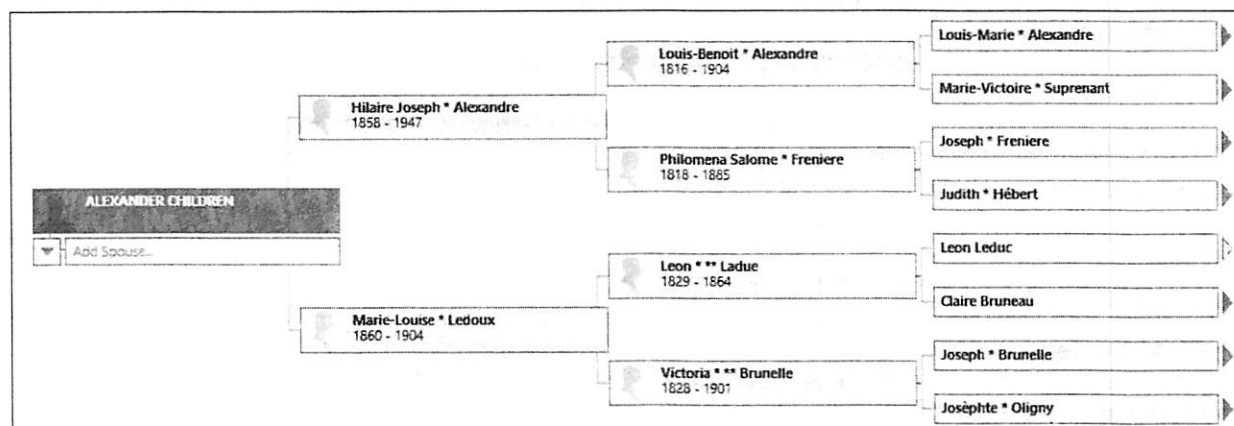 ALEXANDER CHILDREN
Add Spouse...
Hilaire Joseph * Alexandre
1858 - 1947
Marie-Louise * Ledoux
1860 - 1904
Louis-Benoit * Alexandre
1816 - 1904
Philomena Salome * Freniere
1818 - 1885
Leon * ** Ladue
1829 - 1864
Victoria * ** Brunelle
1828 - 1901
Louis-Marie * Alexandre
Marie-Victoire * Suprenant
Joseph * Freniere
Judith * Hébert
Leon Leduc
Claire Bruneau
Joseph * Brunelle
Josèphte * Oligny